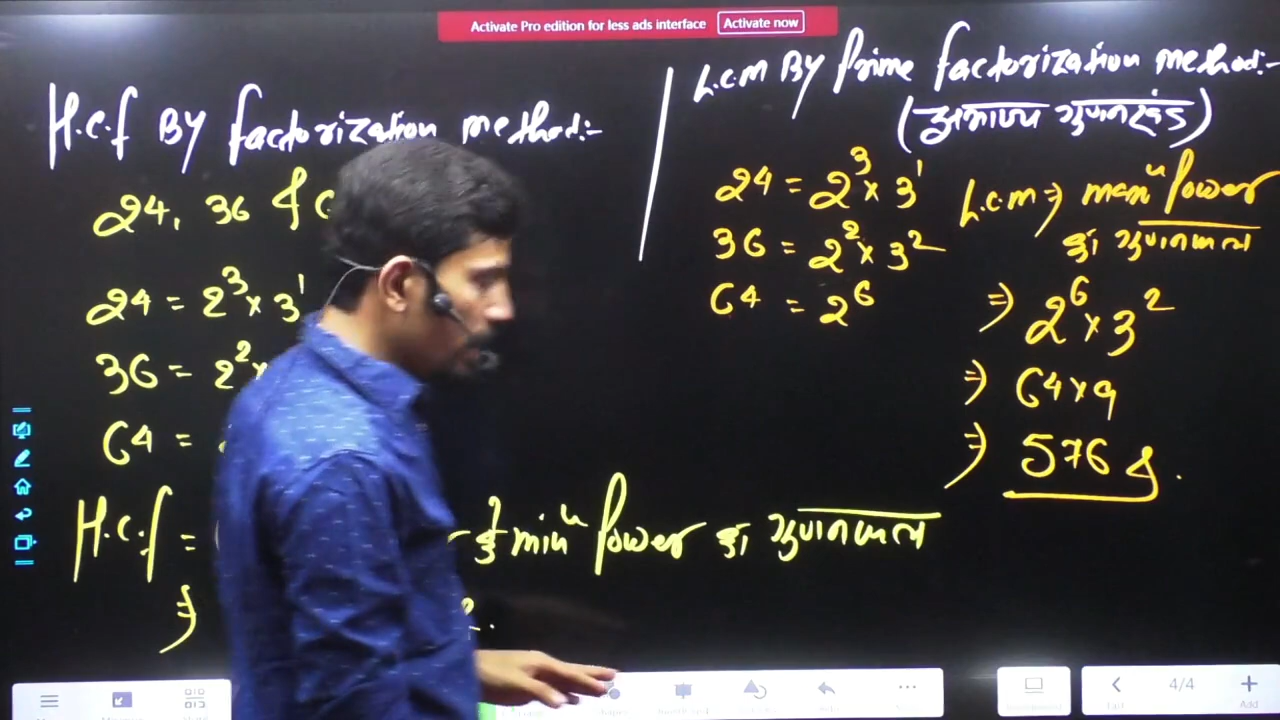 Activate Pro edition for less ads interface Activate now
H.C.f BY factorization method:-
24, 36 &
24 = 2³ × 3¹
36 = 2² ×
64 =
H.C.f =
⇒
min^m Power का गुणनफल
L.C.M BY Prime factorization method:-
(अभाज्य गुणनखंड)
24 = 2³ × 3¹
36 = 2² × 3²
64 = 2⁶
L.C.M ⇒ max^m Power
का गुणनफल
⇒ 2⁶ × 3²
⇒ 64 × 9
⇒ 576
4/4
Add